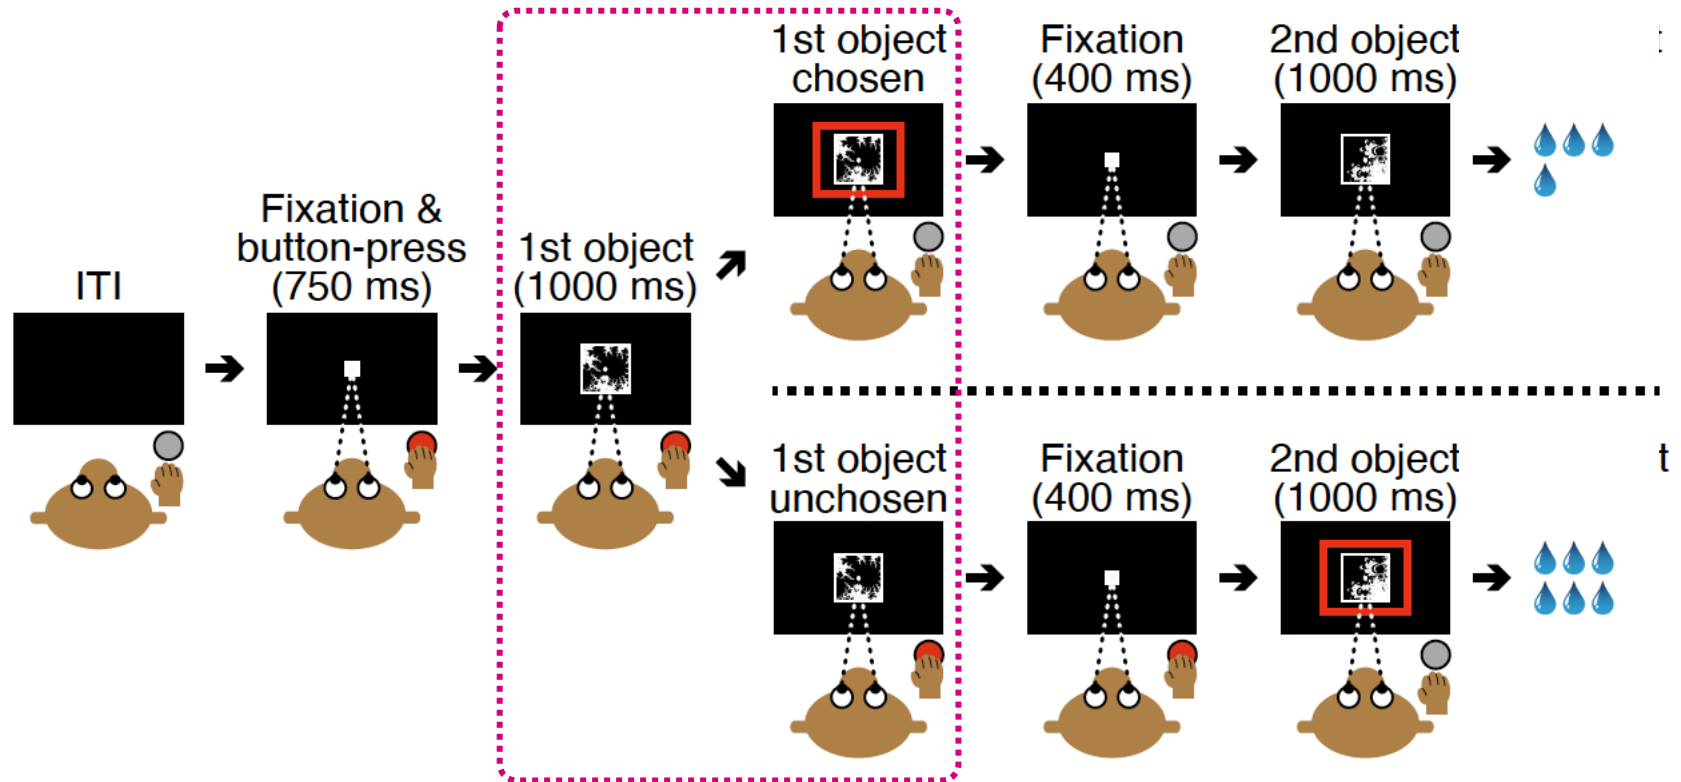 ITI
Fixation &
button-press
(750 ms)
1st object
(1000 ms)
1st object
chosen
Fixation
(400 ms)
2nd object
(1000 ms)
1st object
unchosen
Fixation
(400 ms)
2nd object
(1000 ms)
t